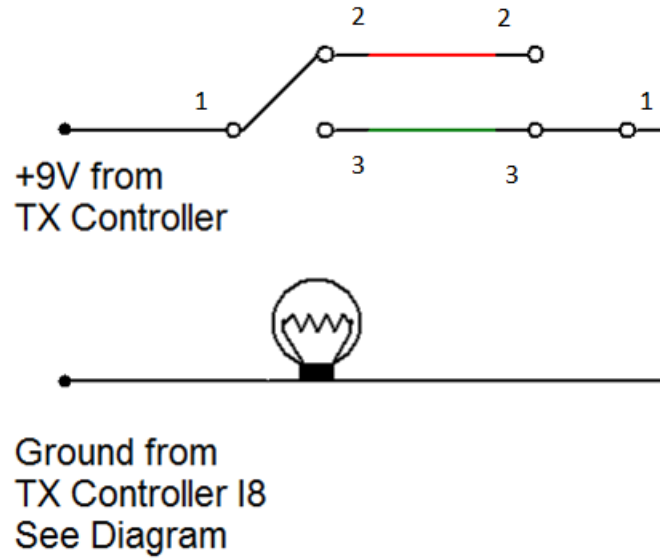 2 2
1 1
3 3
+9V from
TX Controller
Ground from
TX Controller I8
See Diagram